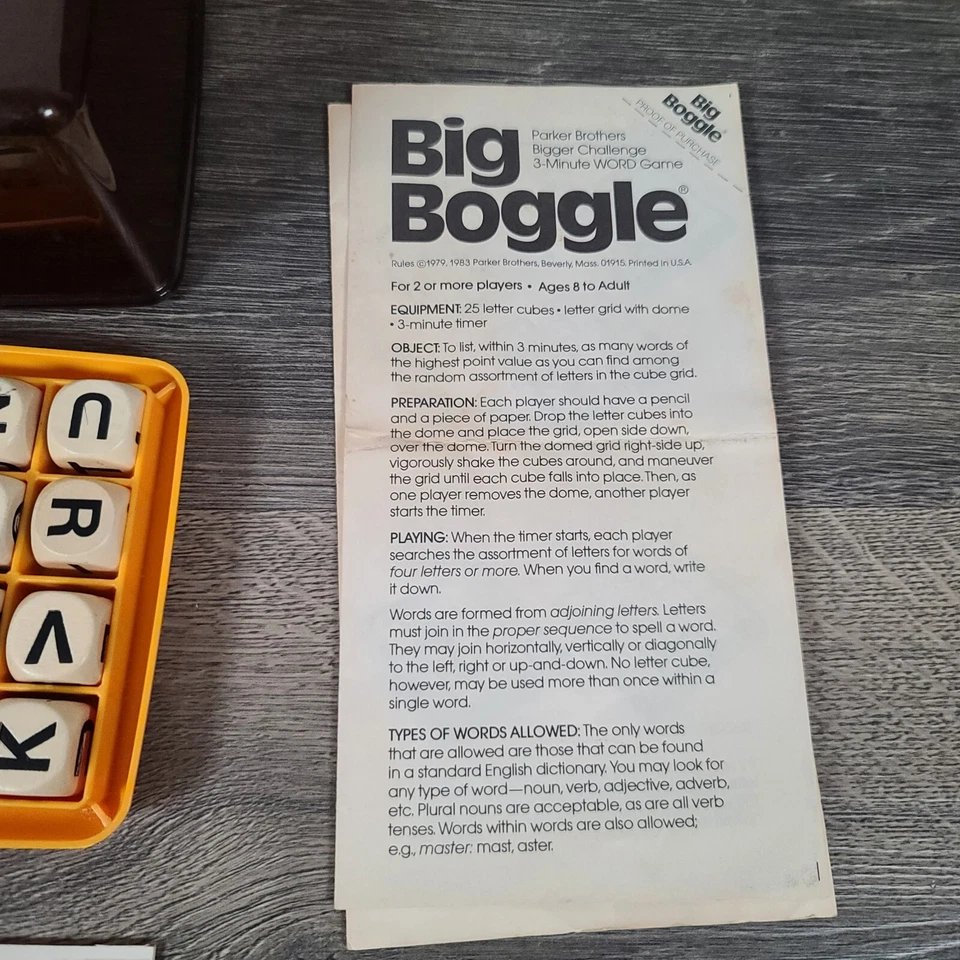 Big
Boggle
PROOF OF PURCHASE
Big
Boggle®
Parker Brothers
Bigger Challenge
3-Minute WORD Game
Rules ©1979, 1983 Parker Brothers, Beverly, Mass. 01915. Printed in U.S.A.
For 2 or more players • Ages 8 to Adult
EQUIPMENT: 25 letter cubes • letter grid with dome
• 3-minute timer
OBJECT: To list, within 3 minutes, as many words of
the highest point value as you can find among
the random assortment of letters in the cube grid.
PREPARATION: Each player should have a pencil
and a piece of paper. Drop the letter cubes into
the dome and place the grid, open side down,
over the dome. Turn the domed grid right-side up,
vigorously shake the cubes around, and maneuver
the grid until each cube falls into place. Then, as
one player removes the dome, another player
starts the timer.
PLAYING: When the timer starts, each player
searches the assortment of letters for words of
four letters or more. When you find a word, write
it down.
Words are formed from adjoining letters. Letters
must join in the proper sequence to spell a word.
They may join horizontally, vertically or diagonally
to the left, right or up-and-down. No letter cube,
however, may be used more than once within a
single word.
TYPES OF WORDS ALLOWED: The only words
that are allowed are those that can be found
in a standard English dictionary. You may look for
any type of word—noun, verb, adjective, adverb,
etc. Plural nouns are acceptable, as are all verb
tenses. Words within words are also allowed;
e.g., master: mast, aster.
U
R
V
K